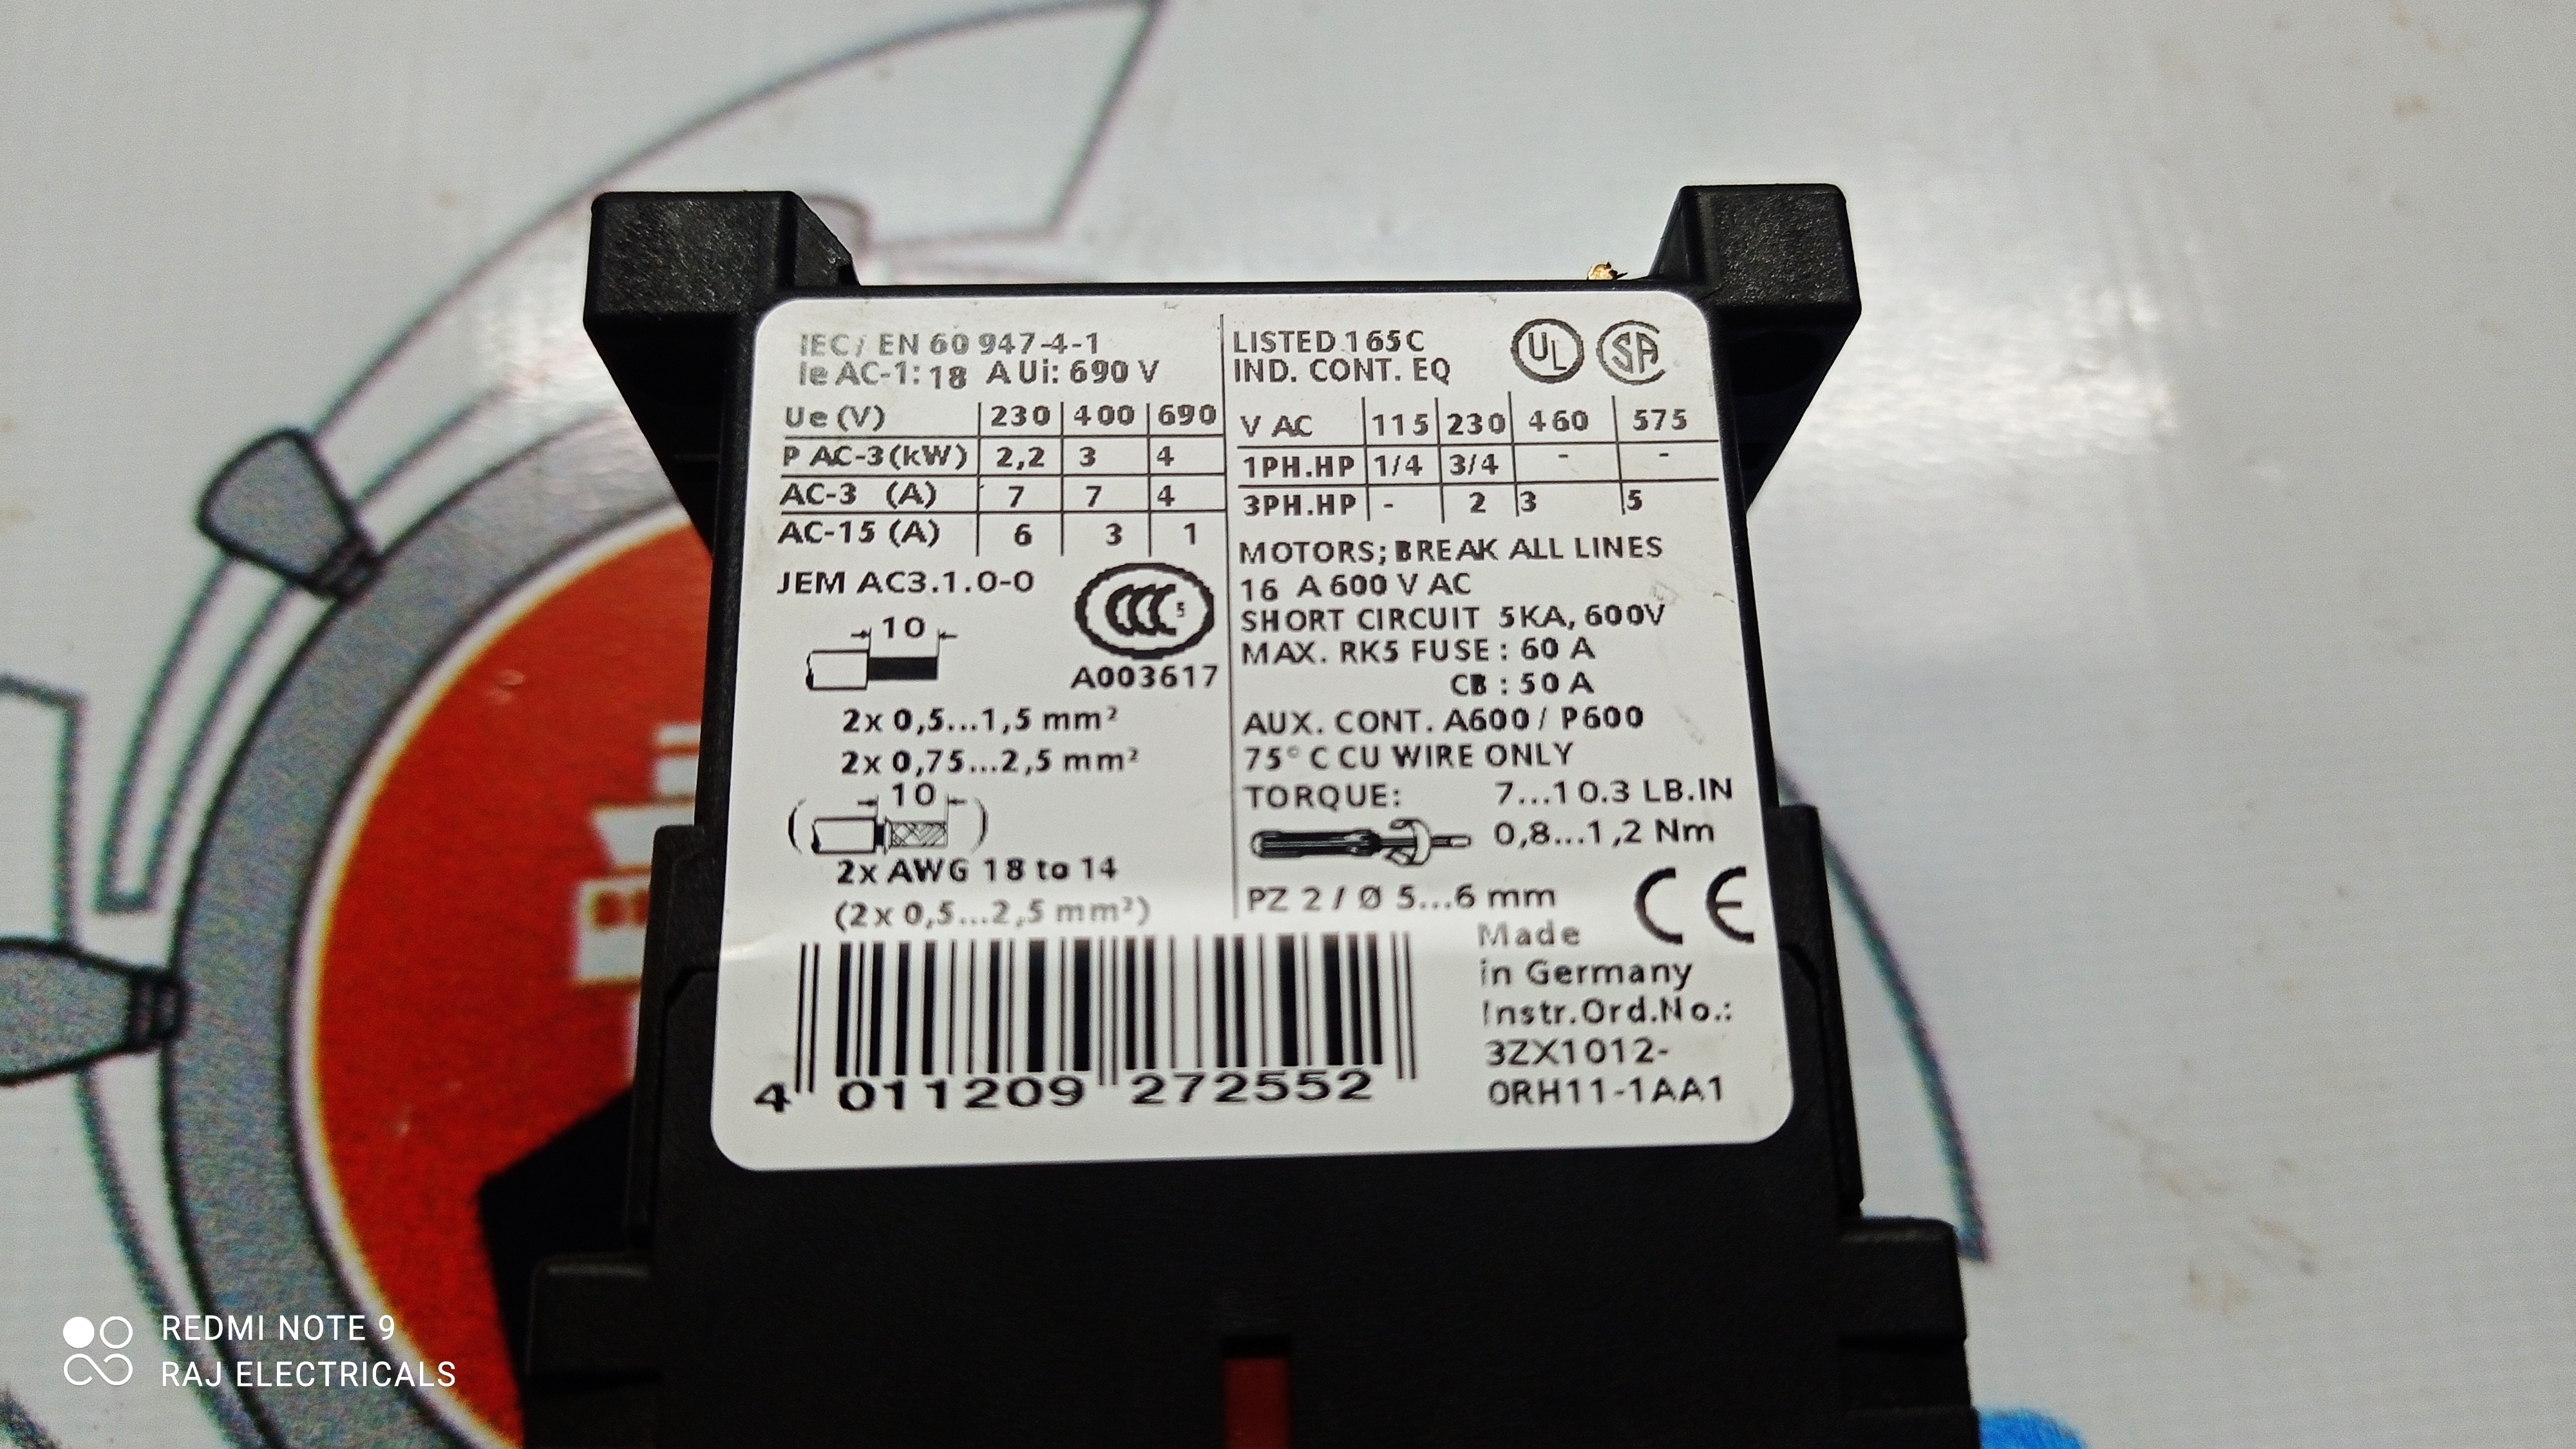 IEC/ EN 60 947-4-1
Ie AC-1: 18 A Ui: 690 V
Ue (V) 230 400 690
P AC-3(kW) 2,2 3 4
AC-3 (A) 7 7 4
AC-15 (A) 6 3 1
JEM AC3.1.0-0
CCC S
A003617
10
2x 0,5...1,5 mm²
2x 0,75...2,5 mm²
10
2x AWG 18 to 14
(2x 0,5...2,5 mm²)
LISTED 165C
IND. CONT. EQ
UL SA
V AC 115 230 460 575
1PH.HP 1/4 3/4 - -
3PH.HP - 2 3 5
MOTORS; BREAK ALL LINES
16 A 600 V AC
SHORT CIRCUIT 5KA, 600V
MAX. RK5 FUSE : 60 A
CB : 50 A
AUX. CONT. A600 / P600
75° C CU WIRE ONLY
TORQUE: 7...10.3 LB.IN
0,8...1,2 Nm
PZ 2 / Ø 5...6 mm
CE
Made
in Germany
Instr.Ord.No.:
3ZX1012-
0RH11-1AA1
4 011209 272552
REDMI NOTE 9
RAJ ELECTRICALS